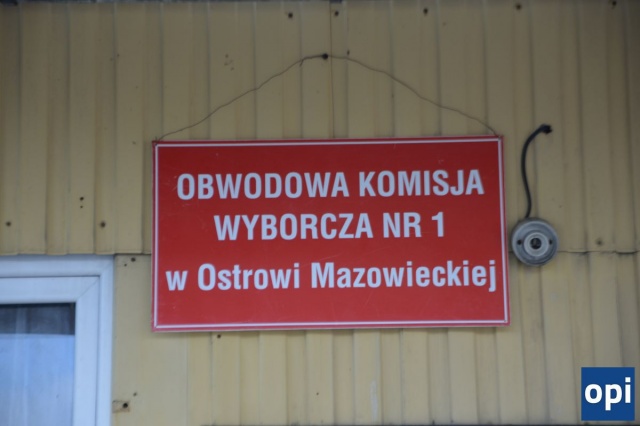 OBWODOWA KOMISJA
WYBORCZA NR 1
w Ostrowi Mazowieckiej
opi